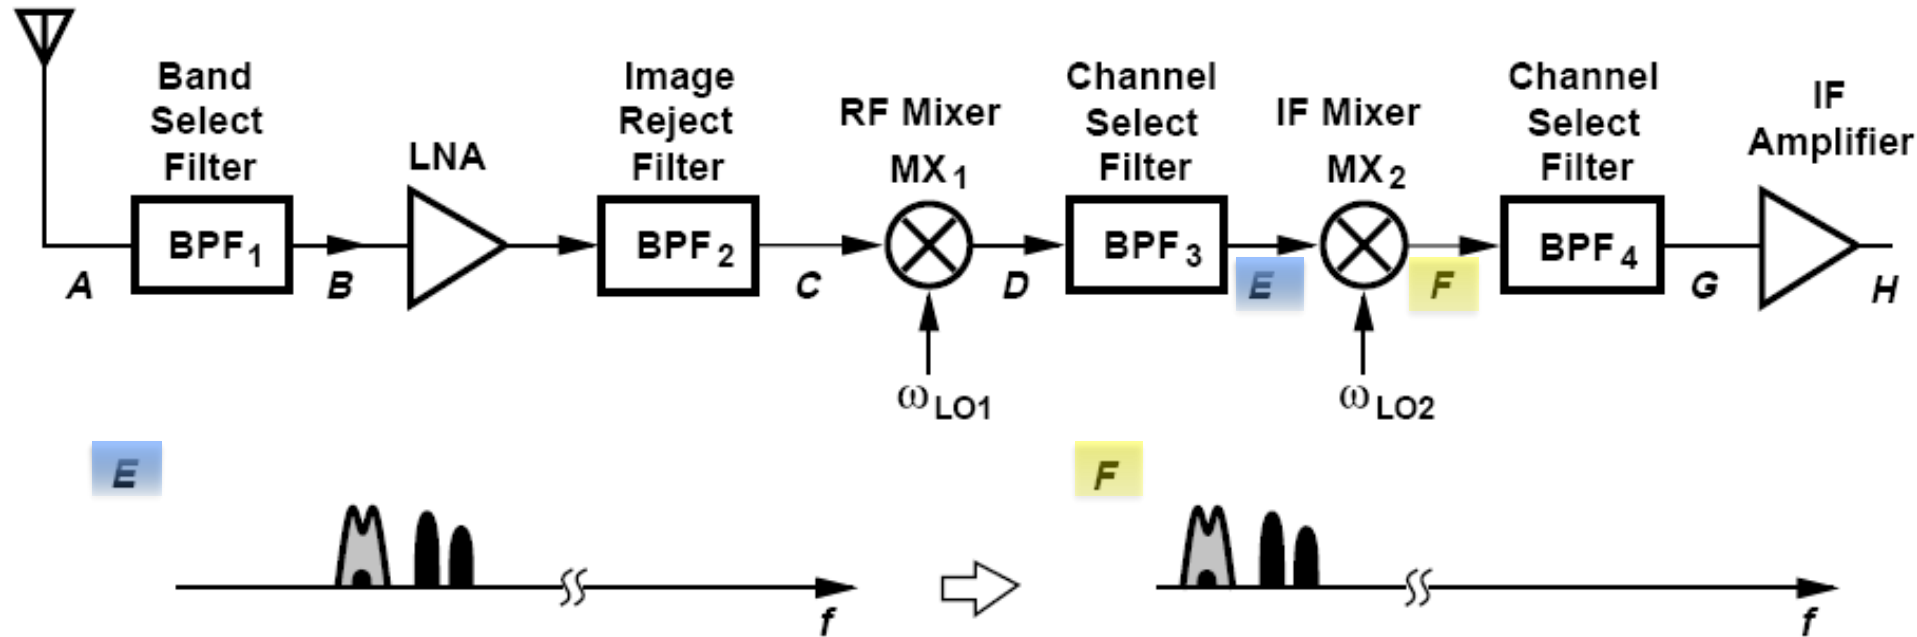 Band
Select
Filter
LNA
Image
Reject
Filter
RF Mixer
MX1
Channel
Select
Filter
IF Mixer
MX2
Channel
Select
Filter
IF
Amplifier
BPF1
BPF2
BPF3
BPF4
A
B
C
D
E
F
G
H
ωLO1
ωLO2
E
F
f
f